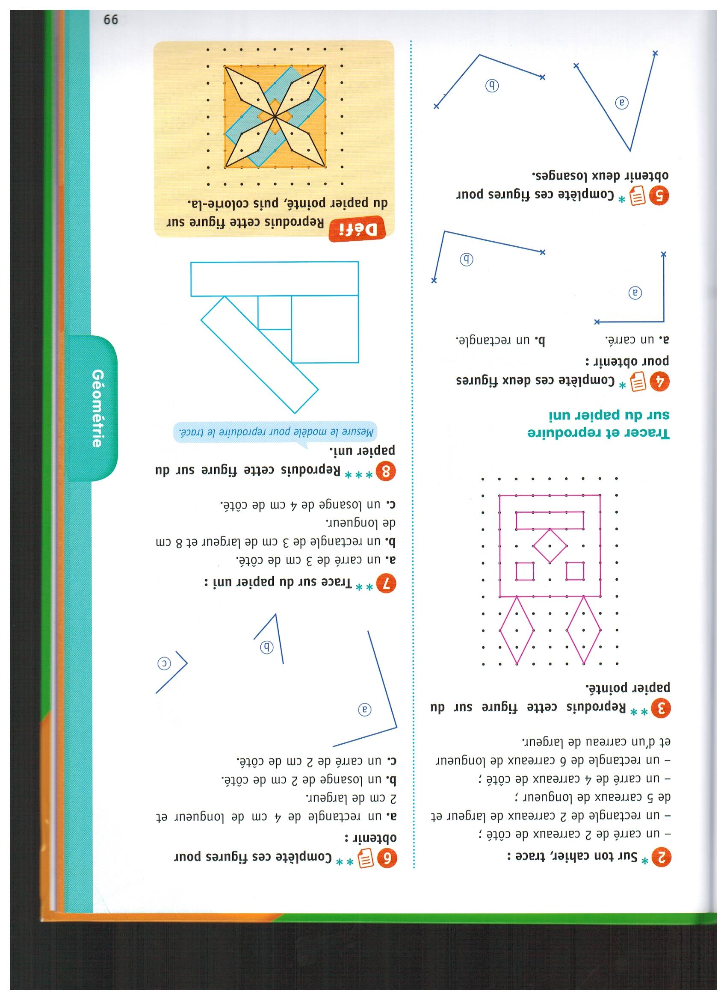 2 * Sur ton cahier, trace :
– un carré de 2 carreaux de côté ;
– un rectangle de 2 carreaux de largeur et
de 5 carreaux de longueur ;
– un carré de 4 carreaux de côté ;
– un rectangle de 6 carreaux de longueur
et d'un carreau de largeur.
3 ** Reproduis cette figure sur du
papier pointé.
Tracer et reproduire
sur du papier uni
4 * Complète ces deux figures
pour obtenir :
a. un carré. b. un rectangle.
a
b
5 * Complète ces figures pour
obtenir deux losanges.
a
b
6 ** Complète ces figures pour
obtenir :
a. un rectangle de 4 cm de longueur et
2 cm de largeur.
b. un losange de 2 cm de côté.
c. un carré de 2 cm de côté.
a
b
c
7 ** Trace sur du papier uni :
a. un carré de 3 cm de côté.
b. un rectangle de 3 cm de largeur et 8 cm
de longueur.
c. un losange de 4 cm de côté.
8 *** Reproduis cette figure sur du
papier uni.
Mesure le modèle pour reproduire le tracé.
Défi Reproduis cette figure sur
du papier pointé, puis colorie-la.
Géométrie
99